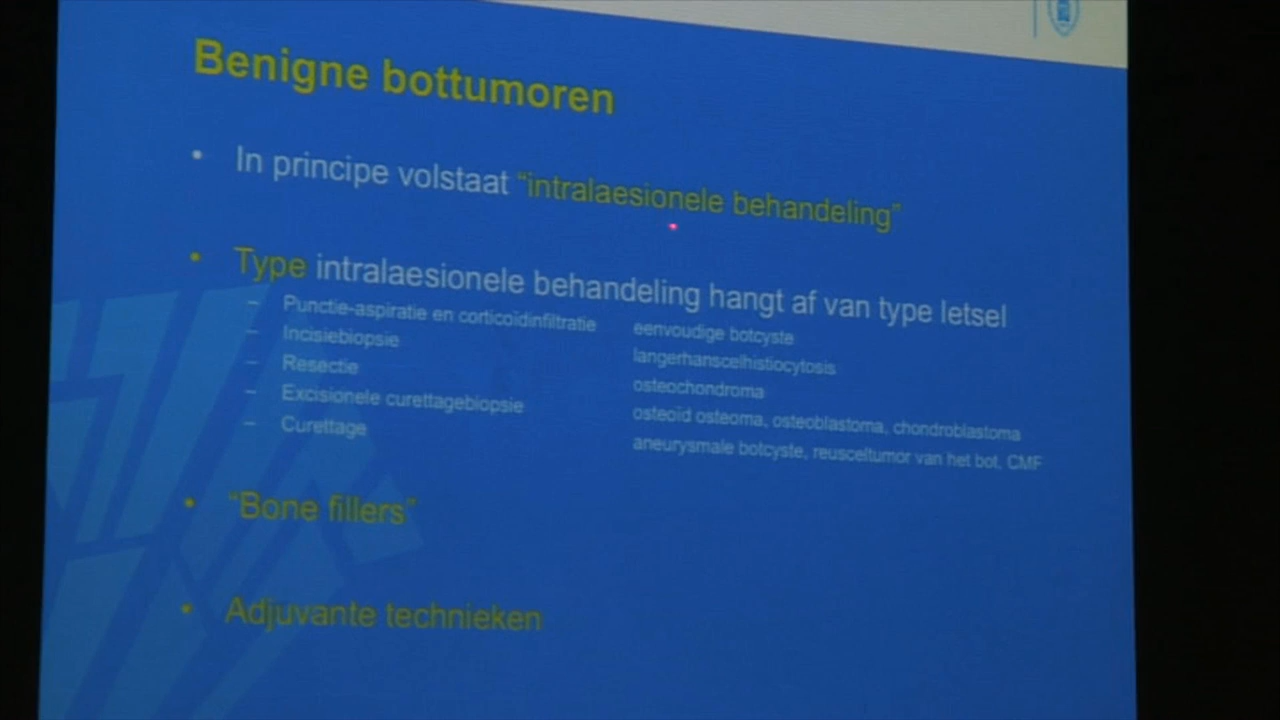 Benigne bottumoren
• In principe volstaat “intralaesionele behandeling”
• Type intralaesionele behandeling hangt af van type letsel
– Punctie-aspiratie en corticoïdinfiltratie eenvoudige botcyste
– Incisiebiopsie langerhanscelhistiocytosis
– Resectie osteochondroma
– Excisionele curettagebiopsie osteoïd osteoma, osteoblastoma, chondroblastoma
– Curettage aneurysmale botcyste, reusceltumor van het bot, CMF
• “Bone fillers”
• Adjuvante technieken